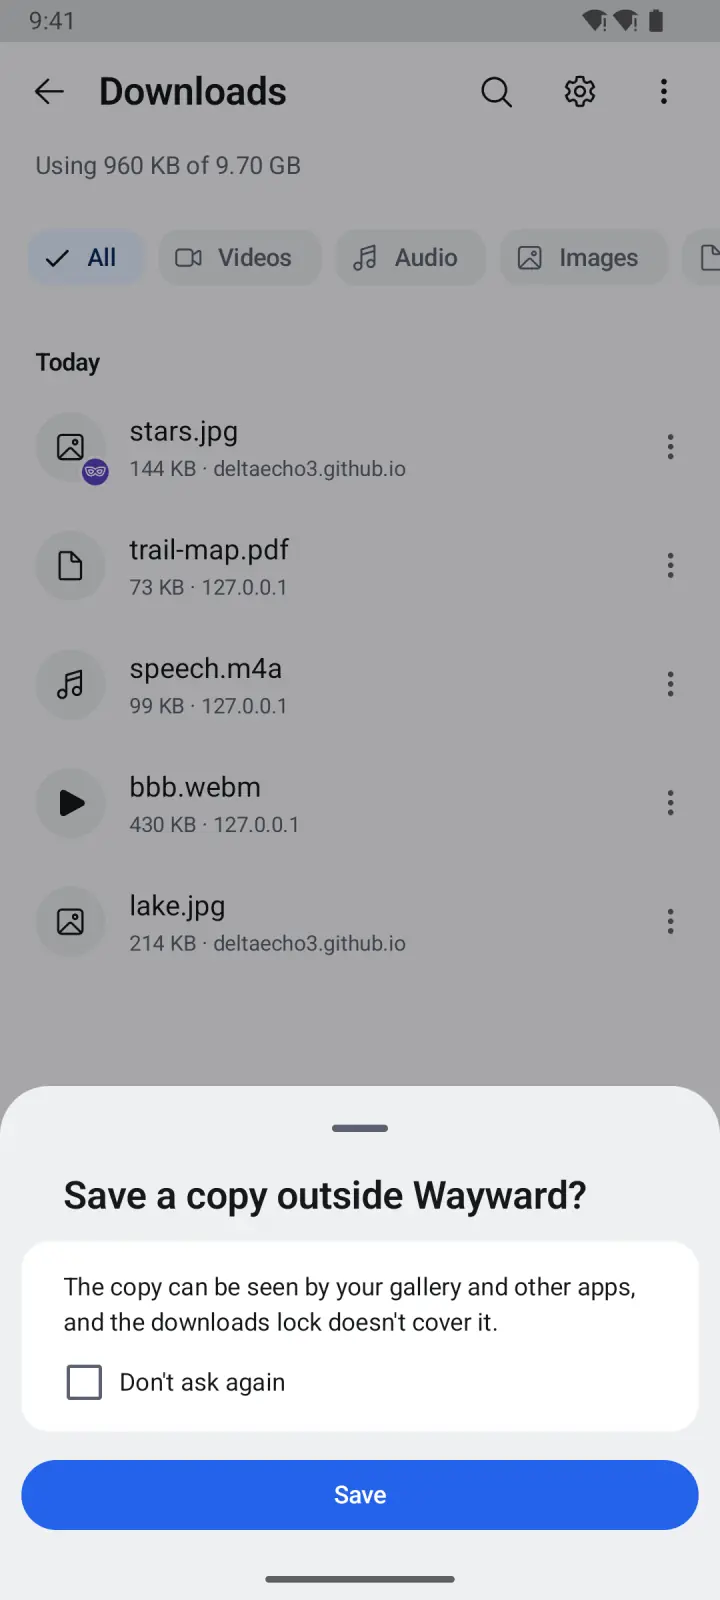 9:41
Downloads
Using 960 KB of 9.70 GB
All
Videos
Audio
Images
Today
stars.jpg
144 KB · deltaecho3.github.io
trail-map.pdf
73 KB · 127.0.0.1
speech.m4a
99 KB · 127.0.0.1
bbb.webm
430 KB · 127.0.0.1
lake.jpg
214 KB · deltaecho3.github.io
Save a copy outside Wayward?
The copy can be seen by your gallery and other apps,
and the downloads lock doesn't cover it.
Don't ask again
Save